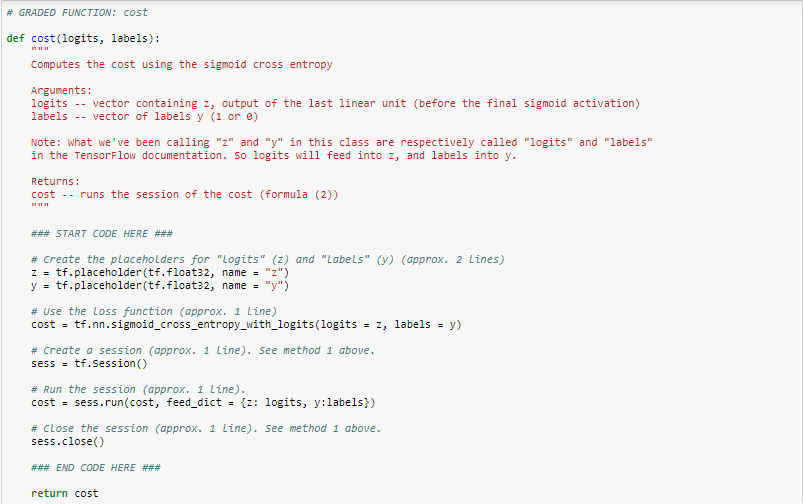 # GRADED FUNCTION: cost
def cost(logits, labels):
"""
Computes the cost using the sigmoid cross entropy
Arguments:
logits -- vector containing z, output of the last linear unit (before the final sigmoid activation)
labels -- vector of labels y (1 or 0)
Note: What we've been calling "z" and "y" in this class are respectively called "logits" and "labels"
in the TensorFlow documentation. So logits will feed into z, and labels into y.
Returns:
cost -- runs the session of the cost (formula (2))
"""
### START CODE HERE ###
# Create the placeholders for "logits" (z) and "labels" (y) (approx. 2 lines)
z = tf.placeholder(tf.float32, name = "z")
y = tf.placeholder(tf.float32, name = "y")
# Use the loss function (approx. 1 line)
cost = tf.nn.sigmoid_cross_entropy_with_logits(logits = z, labels = y)
# Create a session (approx. 1 line). See method 1 above.
sess = tf.Session()
# Run the session (approx. 1 line).
cost = sess.run(cost, feed_dict = {z: logits, y:labels})
# Close the session (approx. 1 line). See method 1 above.
sess.close()
### END CODE HERE ###
return cost